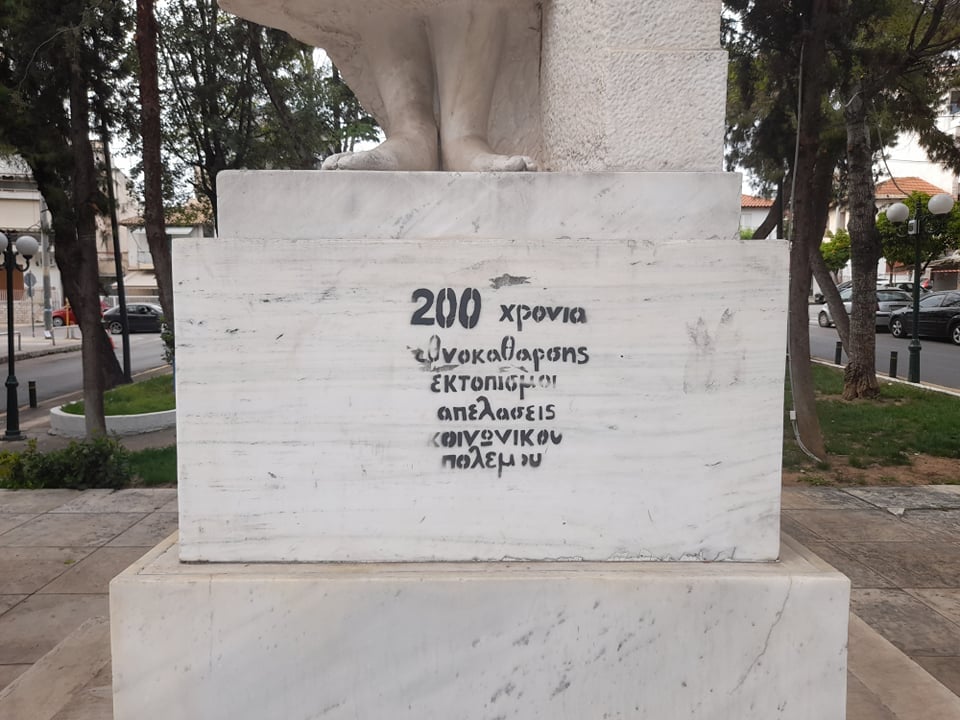 200 χρονια
εθνοκαθαρσης
εκτοπισμοι
απελασεις
κοινωνικου
πολεμου